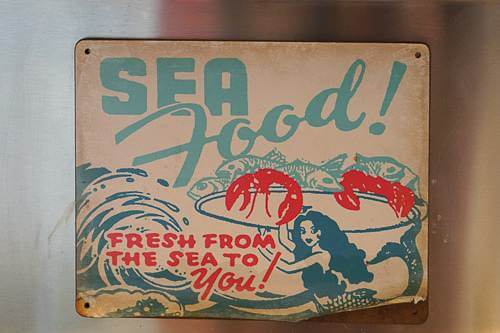 SEA
Food!
FRESH FROM
THE SEA TO
You!